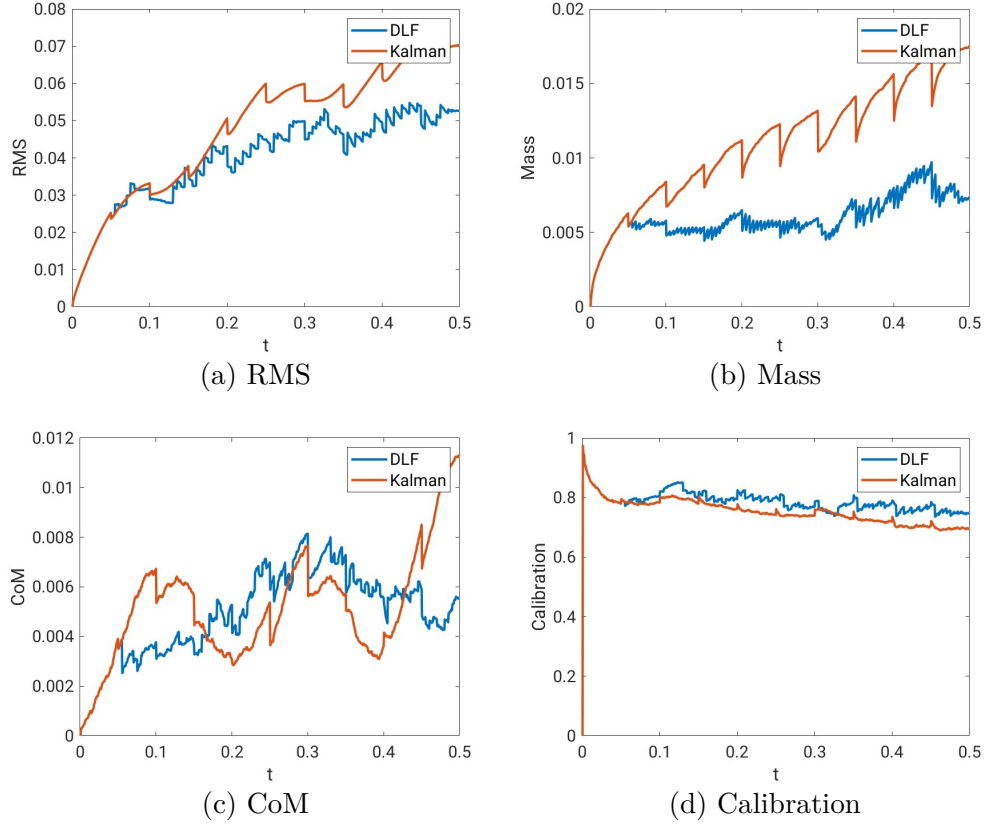 0.08
0.07
0.06
0.05
0.04
0.03
0.02
0.01
0
RMS
0 0.1 0.2 0.3 0.4 0.5
t
DLF
Kalman
(a) RMS
0.02
0.015
0.01
0.005
0
Mass
0 0.1 0.2 0.3 0.4 0.5
t
DLF
Kalman
(b) Mass
0.012
0.01
0.008
0.006
0.004
0.002
0
CoM
0 0.1 0.2 0.3 0.4 0.5
t
DLF
Kalman
(c) CoM
1
0.8
0.6
0.4
0.2
0
Calibration
0 0.1 0.2 0.3 0.4 0.5
t
DLF
Kalman
(d) Calibration